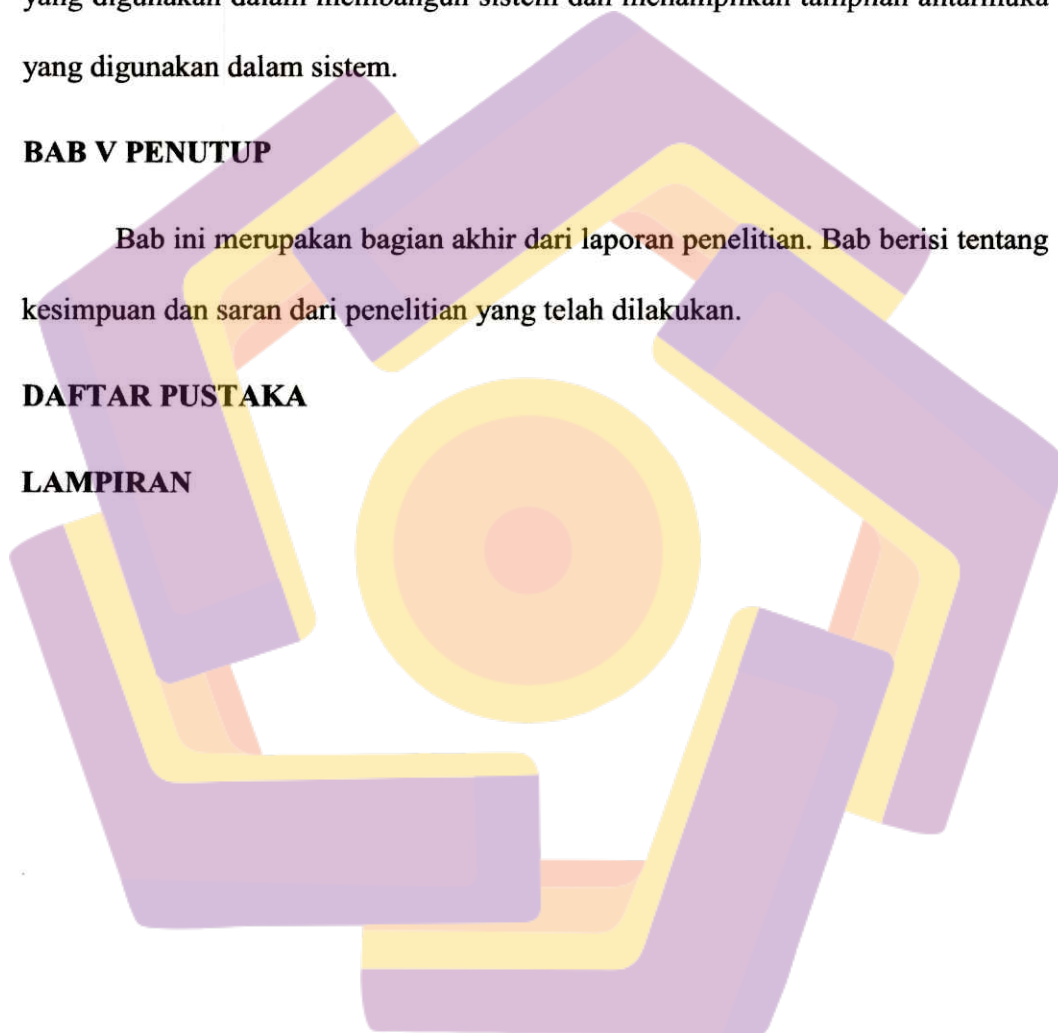 yang digunakan dalam membangun sistem dan menampilkan tampilan antarmuka
yang digunakan dalam sistem.
BAB V PENUTUP
Bab ini merupakan bagian akhir dari laporan penelitian. Bab berisi tentang
kesimpuan dan saran dari penelitian yang telah dilakukan.
DAFTAR PUSTAKA
LAMPIRAN